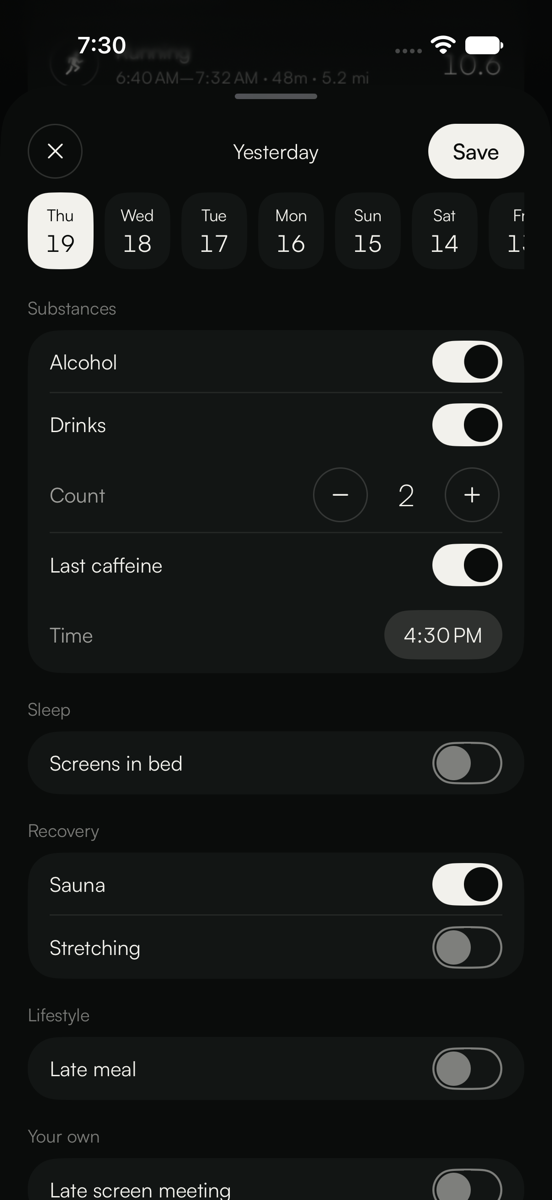 7:30
Running
6:40 AM – 7:32 AM · 48m · 5.2 mi
10.6
Yesterday
Save
Thu Wed Tue Mon Sun Sat
19 18 17 16 15 14
Substances
Alcohol
Drinks
Count
2
Last caffeine
Time
4:30 PM
Sleep
Screens in bed
Recovery
Sauna
Stretching
Lifestyle
Late meal
Your own
Late screen meeting